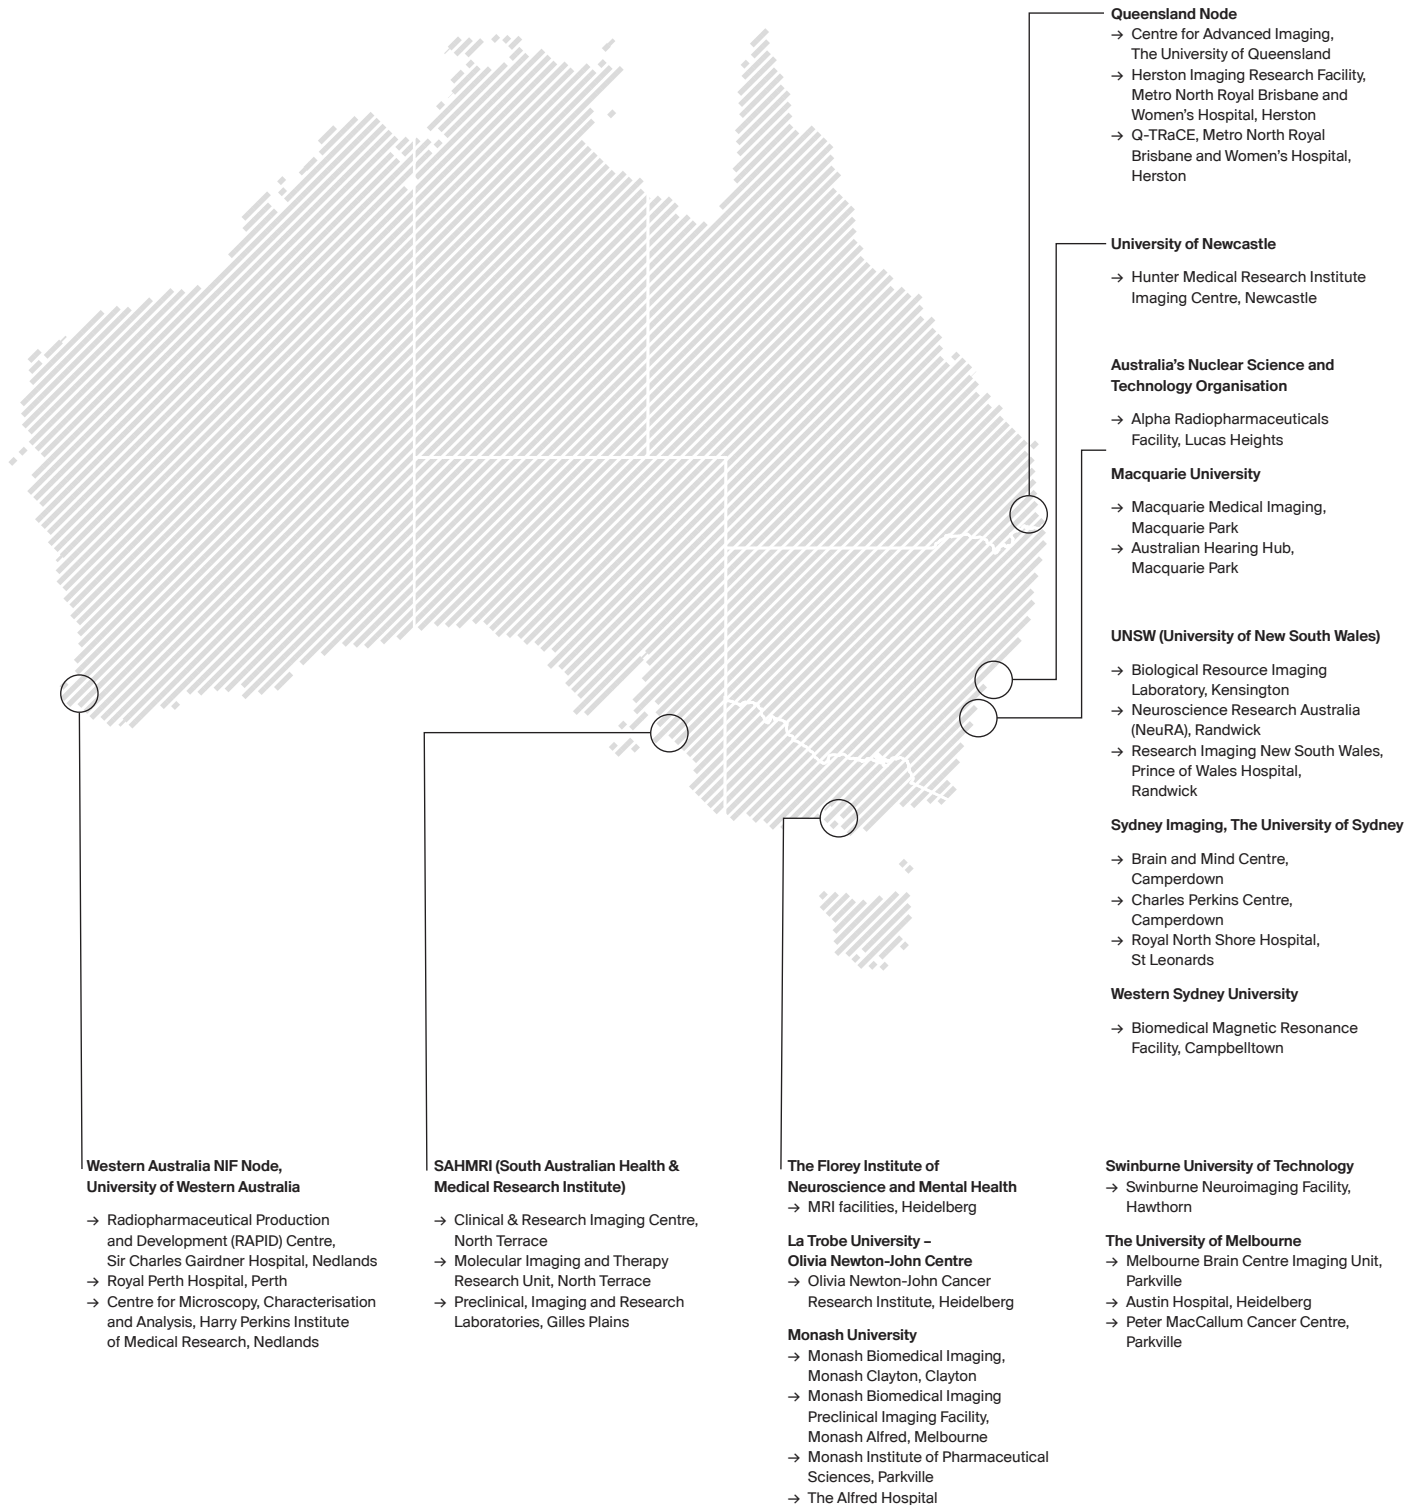 Queensland Node
→ Centre for Advanced Imaging,
The University of Queensland
→ Herston Imaging Research Facility,
Metro North Royal Brisbane and
Women's Hospital, Herston
→ Q-TRaCE, Metro North Royal
Brisbane and Women's Hospital,
Herston
University of Newcastle
→ Hunter Medical Research Institute
Imaging Centre, Newcastle
Australia's Nuclear Science and
Technology Organisation
→ Alpha Radiopharmaceuticals
Facility, Lucas Heights
Macquarie University
→ Macquarie Medical Imaging,
Macquarie Park
→ Australian Hearing Hub,
Macquarie Park
UNSW (University of New South Wales)
→ Biological Resource Imaging
Laboratory, Kensington
→ Neuroscience Research Australia
(NeuRA), Randwick
→ Research Imaging New South Wales,
Prince of Wales Hospital,
Randwick
Sydney Imaging, The University of Sydney
→ Brain and Mind Centre,
Camperdown
→ Charles Perkins Centre,
Camperdown
→ Royal North Shore Hospital,
St Leonards
Western Sydney University
→ Biomedical Magnetic Resonance
Facility, Campbelltown
Western Australia NIF Node,
University of Western Australia
→ Radiopharmaceutical Production
and Development (RAPID) Centre,
Sir Charles Gairdner Hospital, Nedlands
→ Royal Perth Hospital, Perth
→ Centre for Microscopy, Characterisation
and Analysis, Harry Perkins Institute
of Medical Research, Nedlands
SAHMRI (South Australian Health &
Medical Research Institute)
→ Clinical & Research Imaging Centre,
North Terrace
→ Molecular Imaging and Therapy
Research Unit, North Terrace
→ Preclinical, Imaging and Research
Laboratories, Gilles Plains
The Florey Institute of
Neuroscience and Mental Health
→ MRI facilities, Heidelberg
La Trobe University –
Olivia Newton-John Centre
→ Olivia Newton-John Cancer
Research Institute, Heidelberg
Monash University
→ Monash Biomedical Imaging,
Monash Clayton, Clayton
→ Monash Biomedical Imaging
Preclinical Imaging Facility,
Monash Alfred, Melbourne
→ Monash Institute of Pharmaceutical
Sciences, Parkville
→ The Alfred Hospital
Swinburne University of Technology
→ Swinburne Neuroimaging Facility,
Hawthorn
The University of Melbourne
→ Melbourne Brain Centre Imaging Unit,
Parkville
→ Austin Hospital, Heidelberg
→ Peter MacCallum Cancer Centre,
Parkville